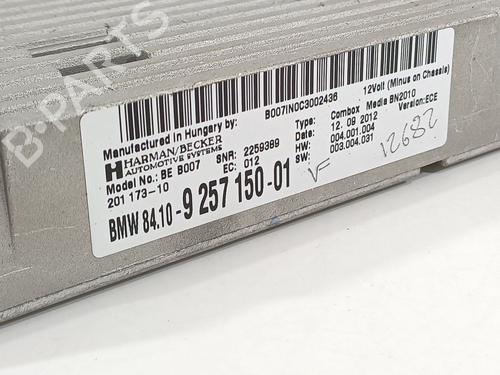 B007IN0C3002436
12Volt (Minus on Chassis)
Manufactured in Hungary by:
HARMAN/BECKER
AUTOMOTIVE SYSTEMS
Type: Combox Media BN2010
Date: 12 09 2012 Version:ECE
HW: 004.001.004
SW: 003.004.031
Model No.: BE B007 SNR: 2259389
201 173-10 EC: 012
BMW 84.10-9 257 150-01
VF
12682
B-PARTS